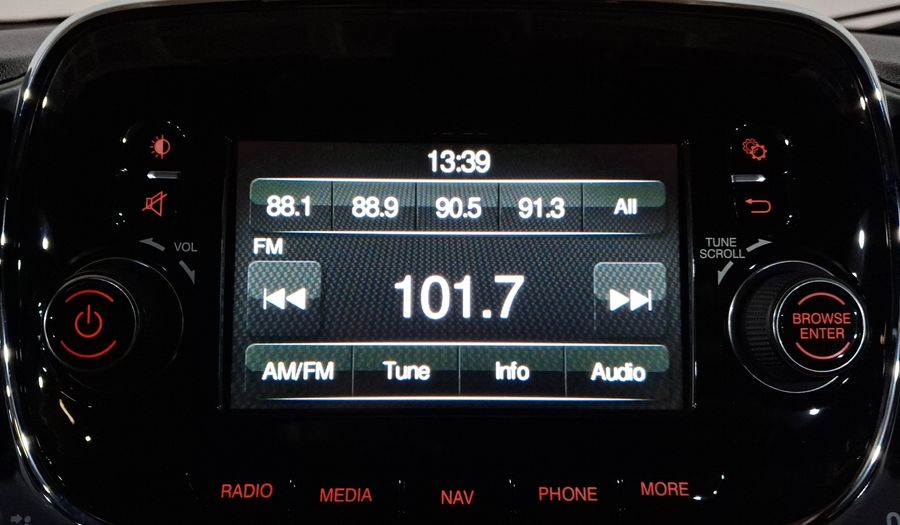 13:39
88.1 88.9 90.5 91.3 All
VOL
TUNE
SCROLL
FM
101.7
BROWSE
ENTER
AM/FM Tune Info Audio
RADIO MEDIA NAV PHONE MORE